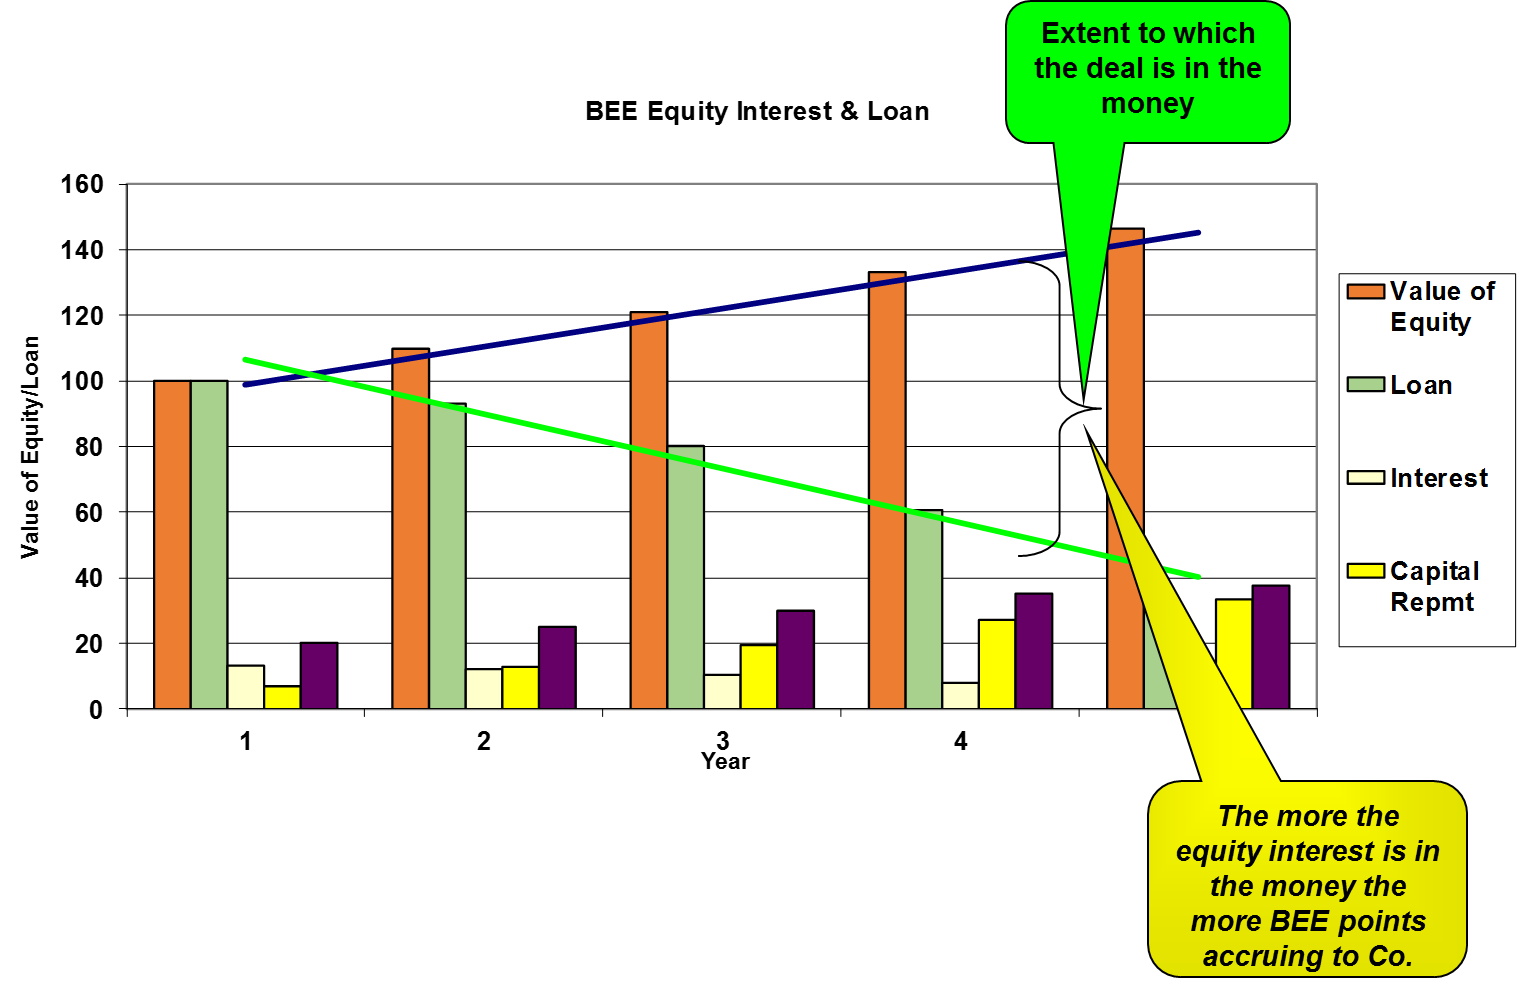 Extent to which
the deal is in the
money
BEE Equity Interest & Loan
160
140
120
100
80
60
40
20
0
Value of Equity/Loan
1
2
3
4
Year
Value of
Equity
Loan
Interest
Capital
Repmt
The more the
equity interest is in
the money the
more BEE points
accruing to Co.